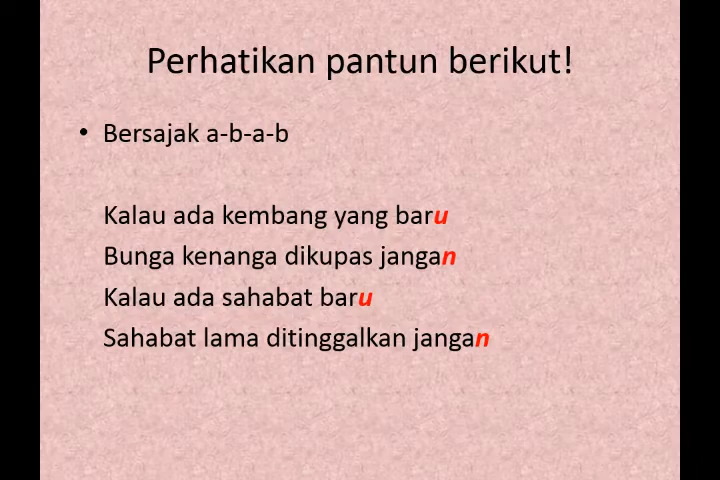 Perhatikan pantun berikut!
• Bersajak a-b-a-b
Kalau ada kembang yang baru
Bunga kenanga dikupas jangan
Kalau ada sahabat baru
Sahabat lama ditinggalkan jangan